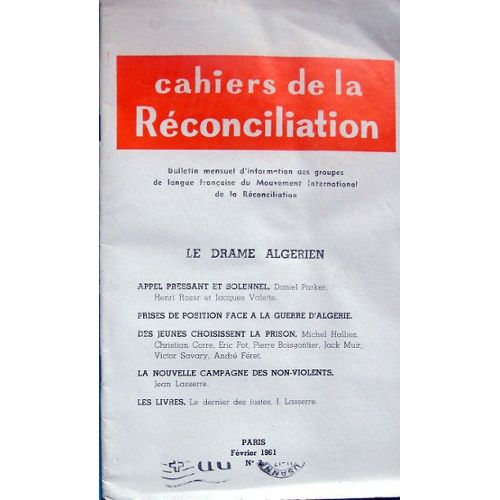 cahiers de la
Réconciliation
Bulletin mensuel d'information des groupes
de langue française du Mouvement International
de la Réconciliation
LE DRAME ALGERIEN
APPEL PRESSANT ET SOLENNEL, Daniel Parker,
Henri Roser et Jacques Valette.
PRISES DE POSITION FACE A LA GUERRE D'ALGERIE.
DES JEUNES CHOISISSENT LA PRISON, Michel Halliez,
Christian Corre, Eric Pot, Pierre Boisgontier, Jack Muir,
Victor Savary, André Féret.
LA NOUVELLE CAMPAGNE DES NON-VIOLENTS,
Jean Lasserre.
LES LIVRES, Le dernier des justes, J. Lasserre.
PARIS
Février 1961
N°